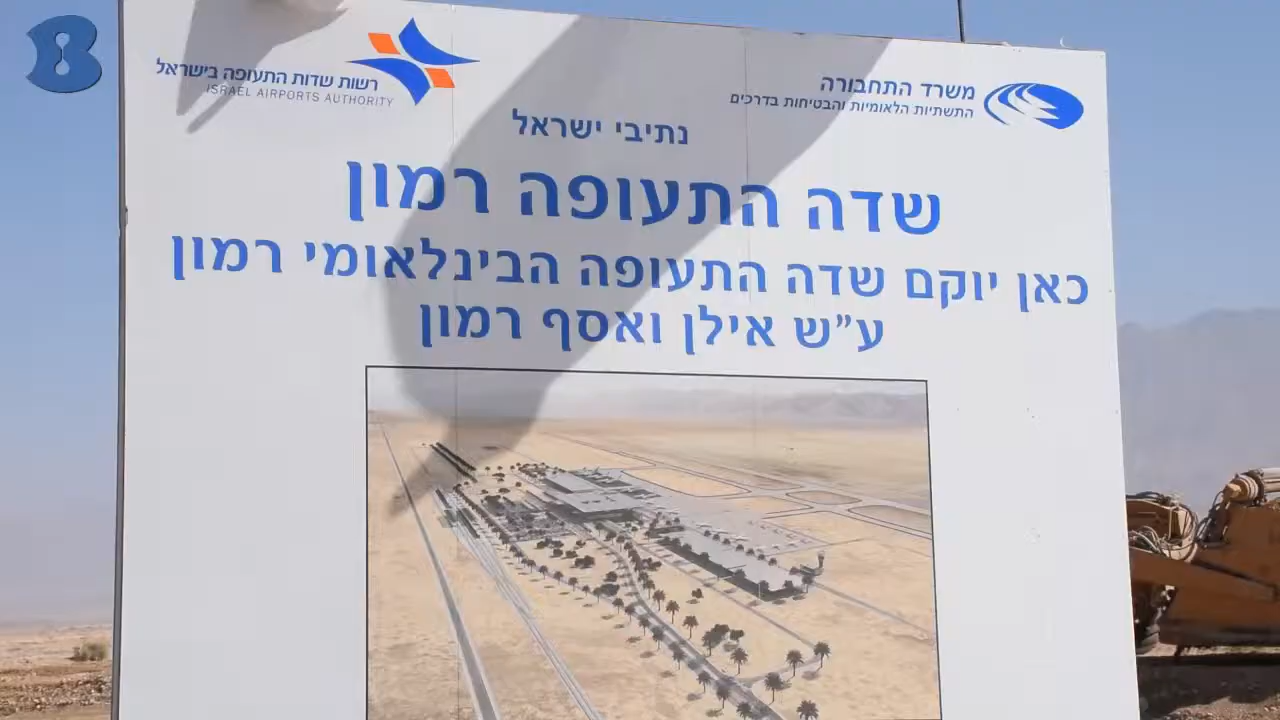 משרד התחבורה
התשתיות הלאומיות והבטיחות בדרכים
רשות שדות התעופה בישראל
ISRAEL AIRPORTS AUTHORITY
נתיבי ישראל
שדה התעופה רמון
כאן יוקם שדה התעופה הבינלאומי רמון
ע״ש אילן ואסף רמון